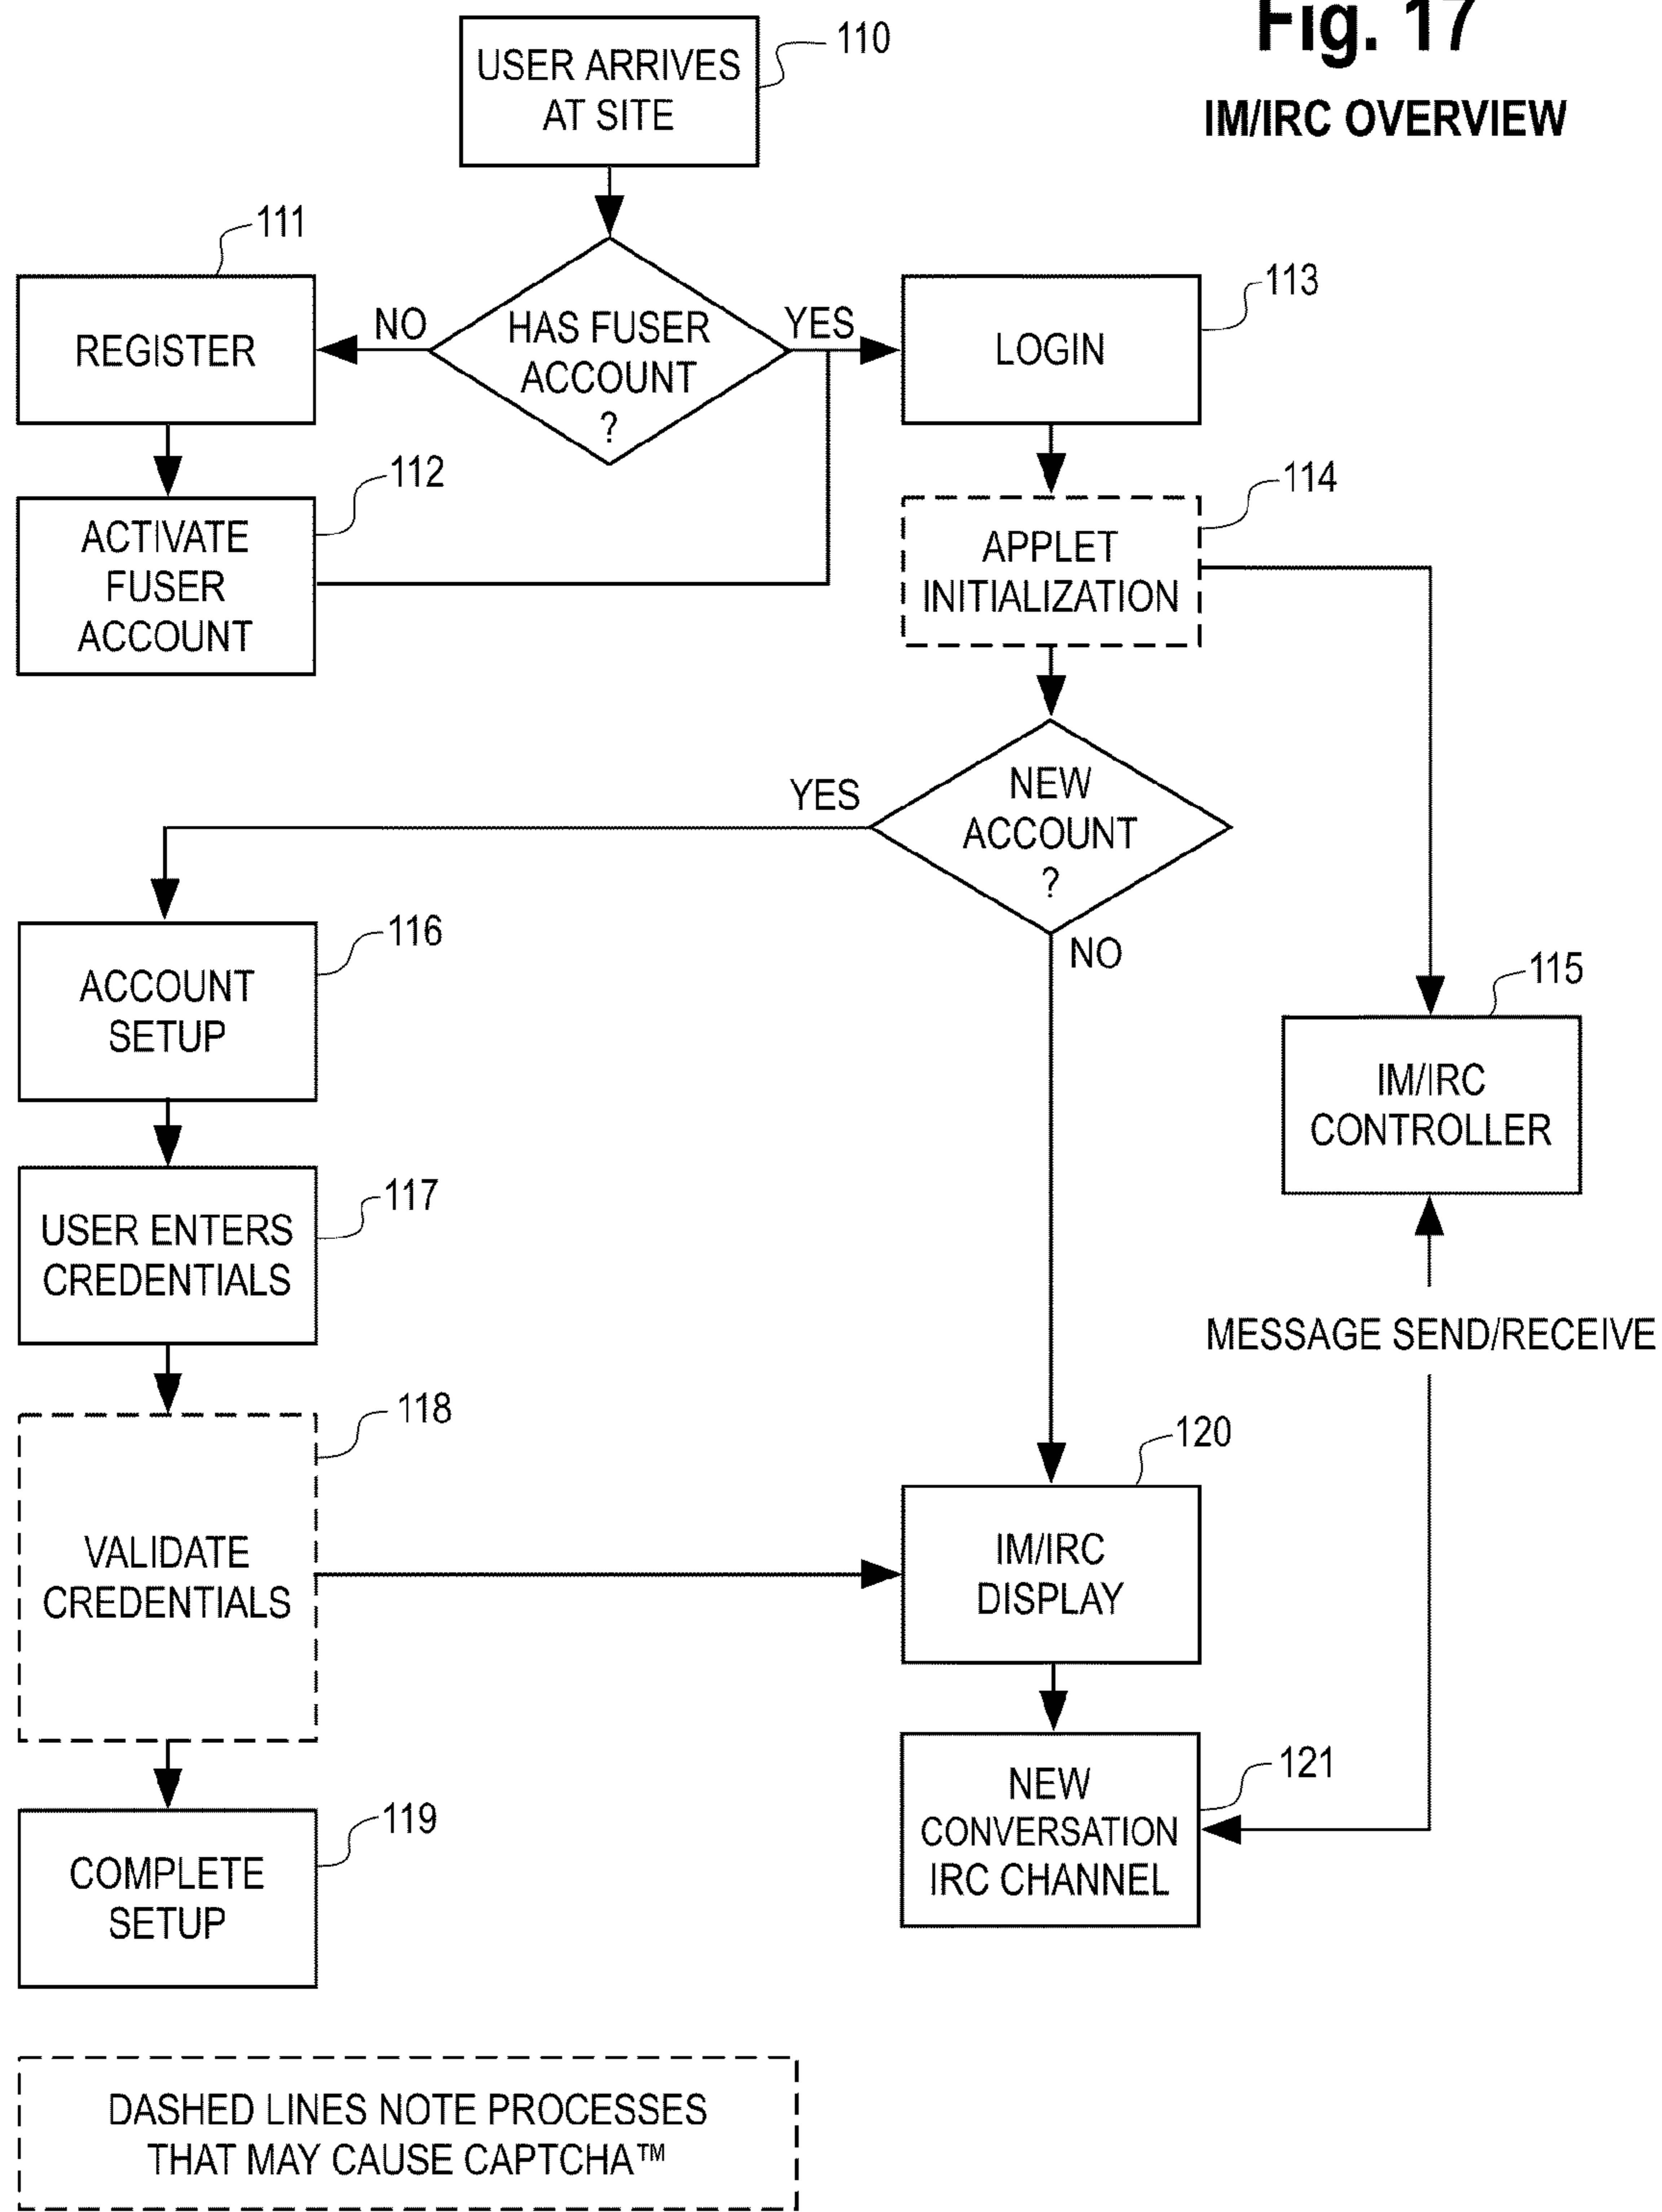 Fig. 17
IM/IRC OVERVIEW
USER ARRIVES
AT SITE
110
111
REGISTER
NO
HAS FUSER
ACCOUNT
?
YES
LOGIN
113
112
ACTIVATE
FUSER
ACCOUNT
APPLET
INITIALIZATION
114
NEW
ACCOUNT
?
YES
NO
ACCOUNT
SETUP
116
IM/IRC
CONTROLLER
115
USER ENTERS
CREDENTIALS
117
MESSAGE SEND/RECEIVE
VALIDATE
CREDENTIALS
118
IM/IRC
DISPLAY
120
COMPLETE
SETUP
119
NEW
CONVERSATION
IRC CHANNEL
121
DASHED LINES NOTE PROCESSES
THAT MAY CAUSE CAPTCHA™